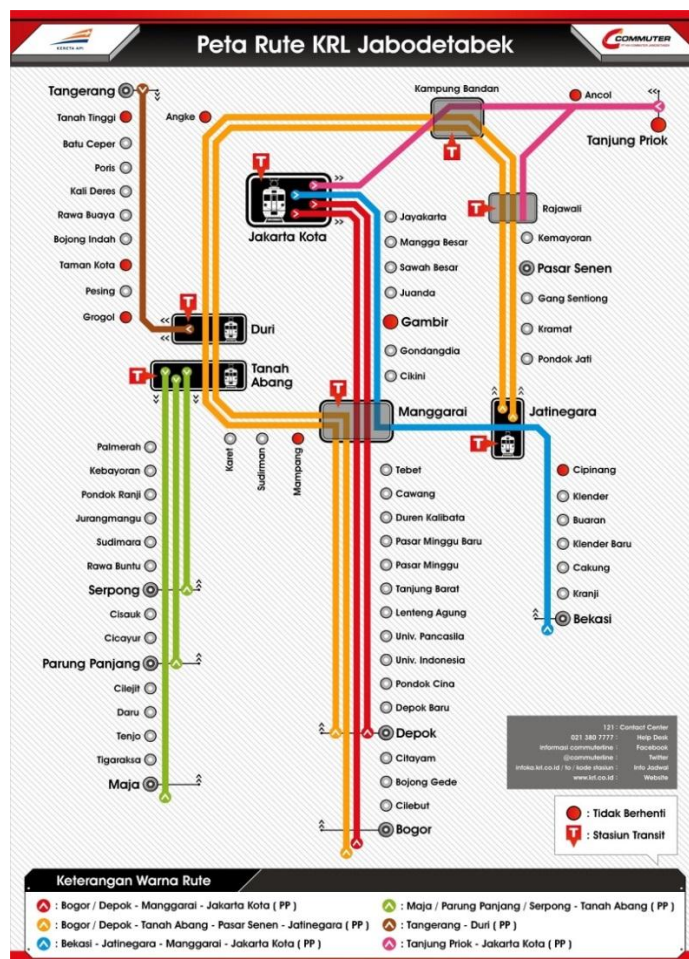 KERETA API
Peta Rute KRL Jabodetabek
COMMUTER
Tangerang
Tanah Tinggi
Batu Ceper
Poris
Kali Deres
Rawa Buaya
Bojong Indah
Taman Kota
Pesing
Grogol
Angke
Kampung Bandan
Ancol
Tanjung Priok
T
T
Jakarta Kota
T
Rajawali
Jayakarta
Mangga Besar
Sawah Besar
Juanda
Gambir
Gondangdia
Cikini
Kemayoran
Pasar Senen
Gang Sentiong
Kramat
Pondok Jati
T
Duri
T
Tanah
Abang
T
Manggarai
Jatinegara
T
Karet
Sudirman
Mampang
Palmerah
Kebayoran
Pondok Ranji
Jurangmangu
Sudimara
Rawa Buntu
Serpong
Cisauk
Cicayur
Parung Panjang
Cilejit
Daru
Tenjo
Tigaraksa
Maja
Tebet
Cawang
Duren Kalibata
Pasar Minggu Baru
Pasar Minggu
Tanjung Barat
Lenteng Agung
Univ. Pancasila
Univ. Indonesia
Pondok Cina
Depok Baru
Depok
Citayam
Bojong Gede
Cilebut
Bogor
Cipinang
Klender
Buaran
Klender Baru
Cakung
Kranji
Bekasi
121 : Contact Center
021 380 7777 : Help Desk
informasi commuterline : Facebook
@commuterline : Twitter
infoka.krl.co.id / to / kode stasiun : Info Jadwal
www.krl.co.id : Website
: Tidak Berhenti
T : Stasiun Transit
Keterangan Warna Rute
: Bogor / Depok - Manggarai - Jakarta Kota ( PP )
: Bogor / Depok - Tanah Abang - Pasar Senen - Jatinegara ( PP )
: Bekasi - Jatinegara - Manggarai - Jakarta Kota ( PP )
: Maja / Parung Panjang / Serpong - Tanah Abang ( PP )
: Tangerang - Duri ( PP )
: Tanjung Priok - Jakarta Kota ( PP )